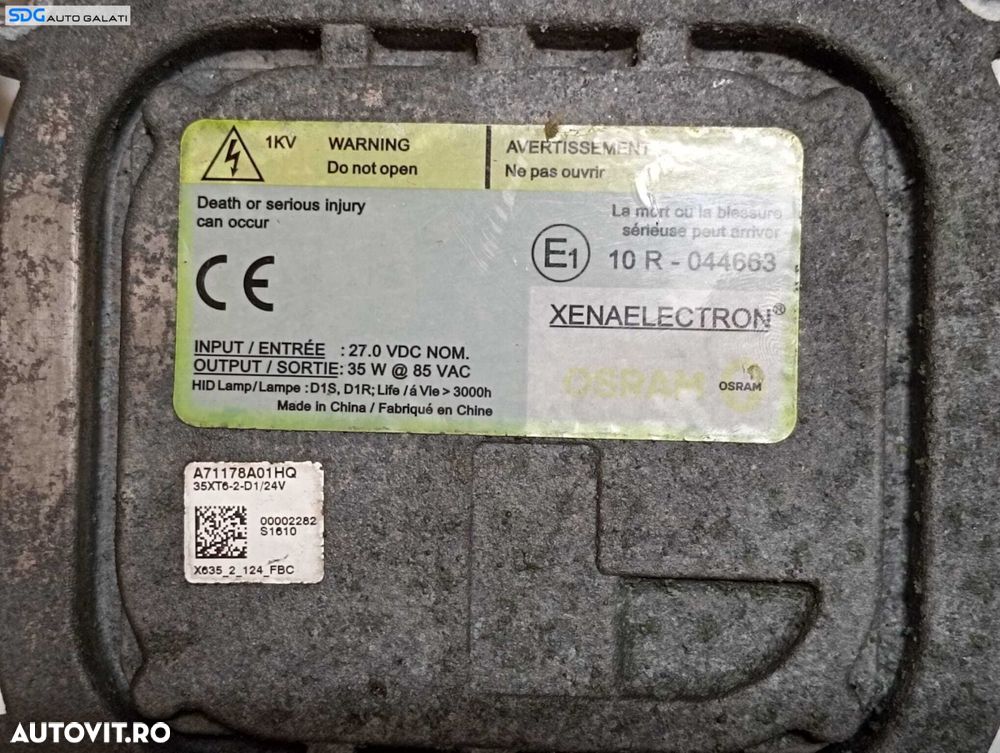 SDG AUTO GALATI
1KV WARNING
Do not open
AVERTISSEMENT
Ne pas ouvrir
Death or serious injury
can occur
La mort ou la blessure
sérieuse peut arriver
E1 10 R - 044663
CE
XENAELECTRON®
INPUT / ENTRÉE : 27.0 VDC NOM.
OUTPUT / SORTIE: 35 W @ 85 VAC
HID Lamp/Lampe : D1S, D1R; Life /á Vie > 3000h
Made in China / Fabriqué en Chine
OSRAM
OSRAM
A71178A01HQ
35XT6-2-D1/24V
00002282
S1610
X635_2_124_FBC
AUTOVIT.RO